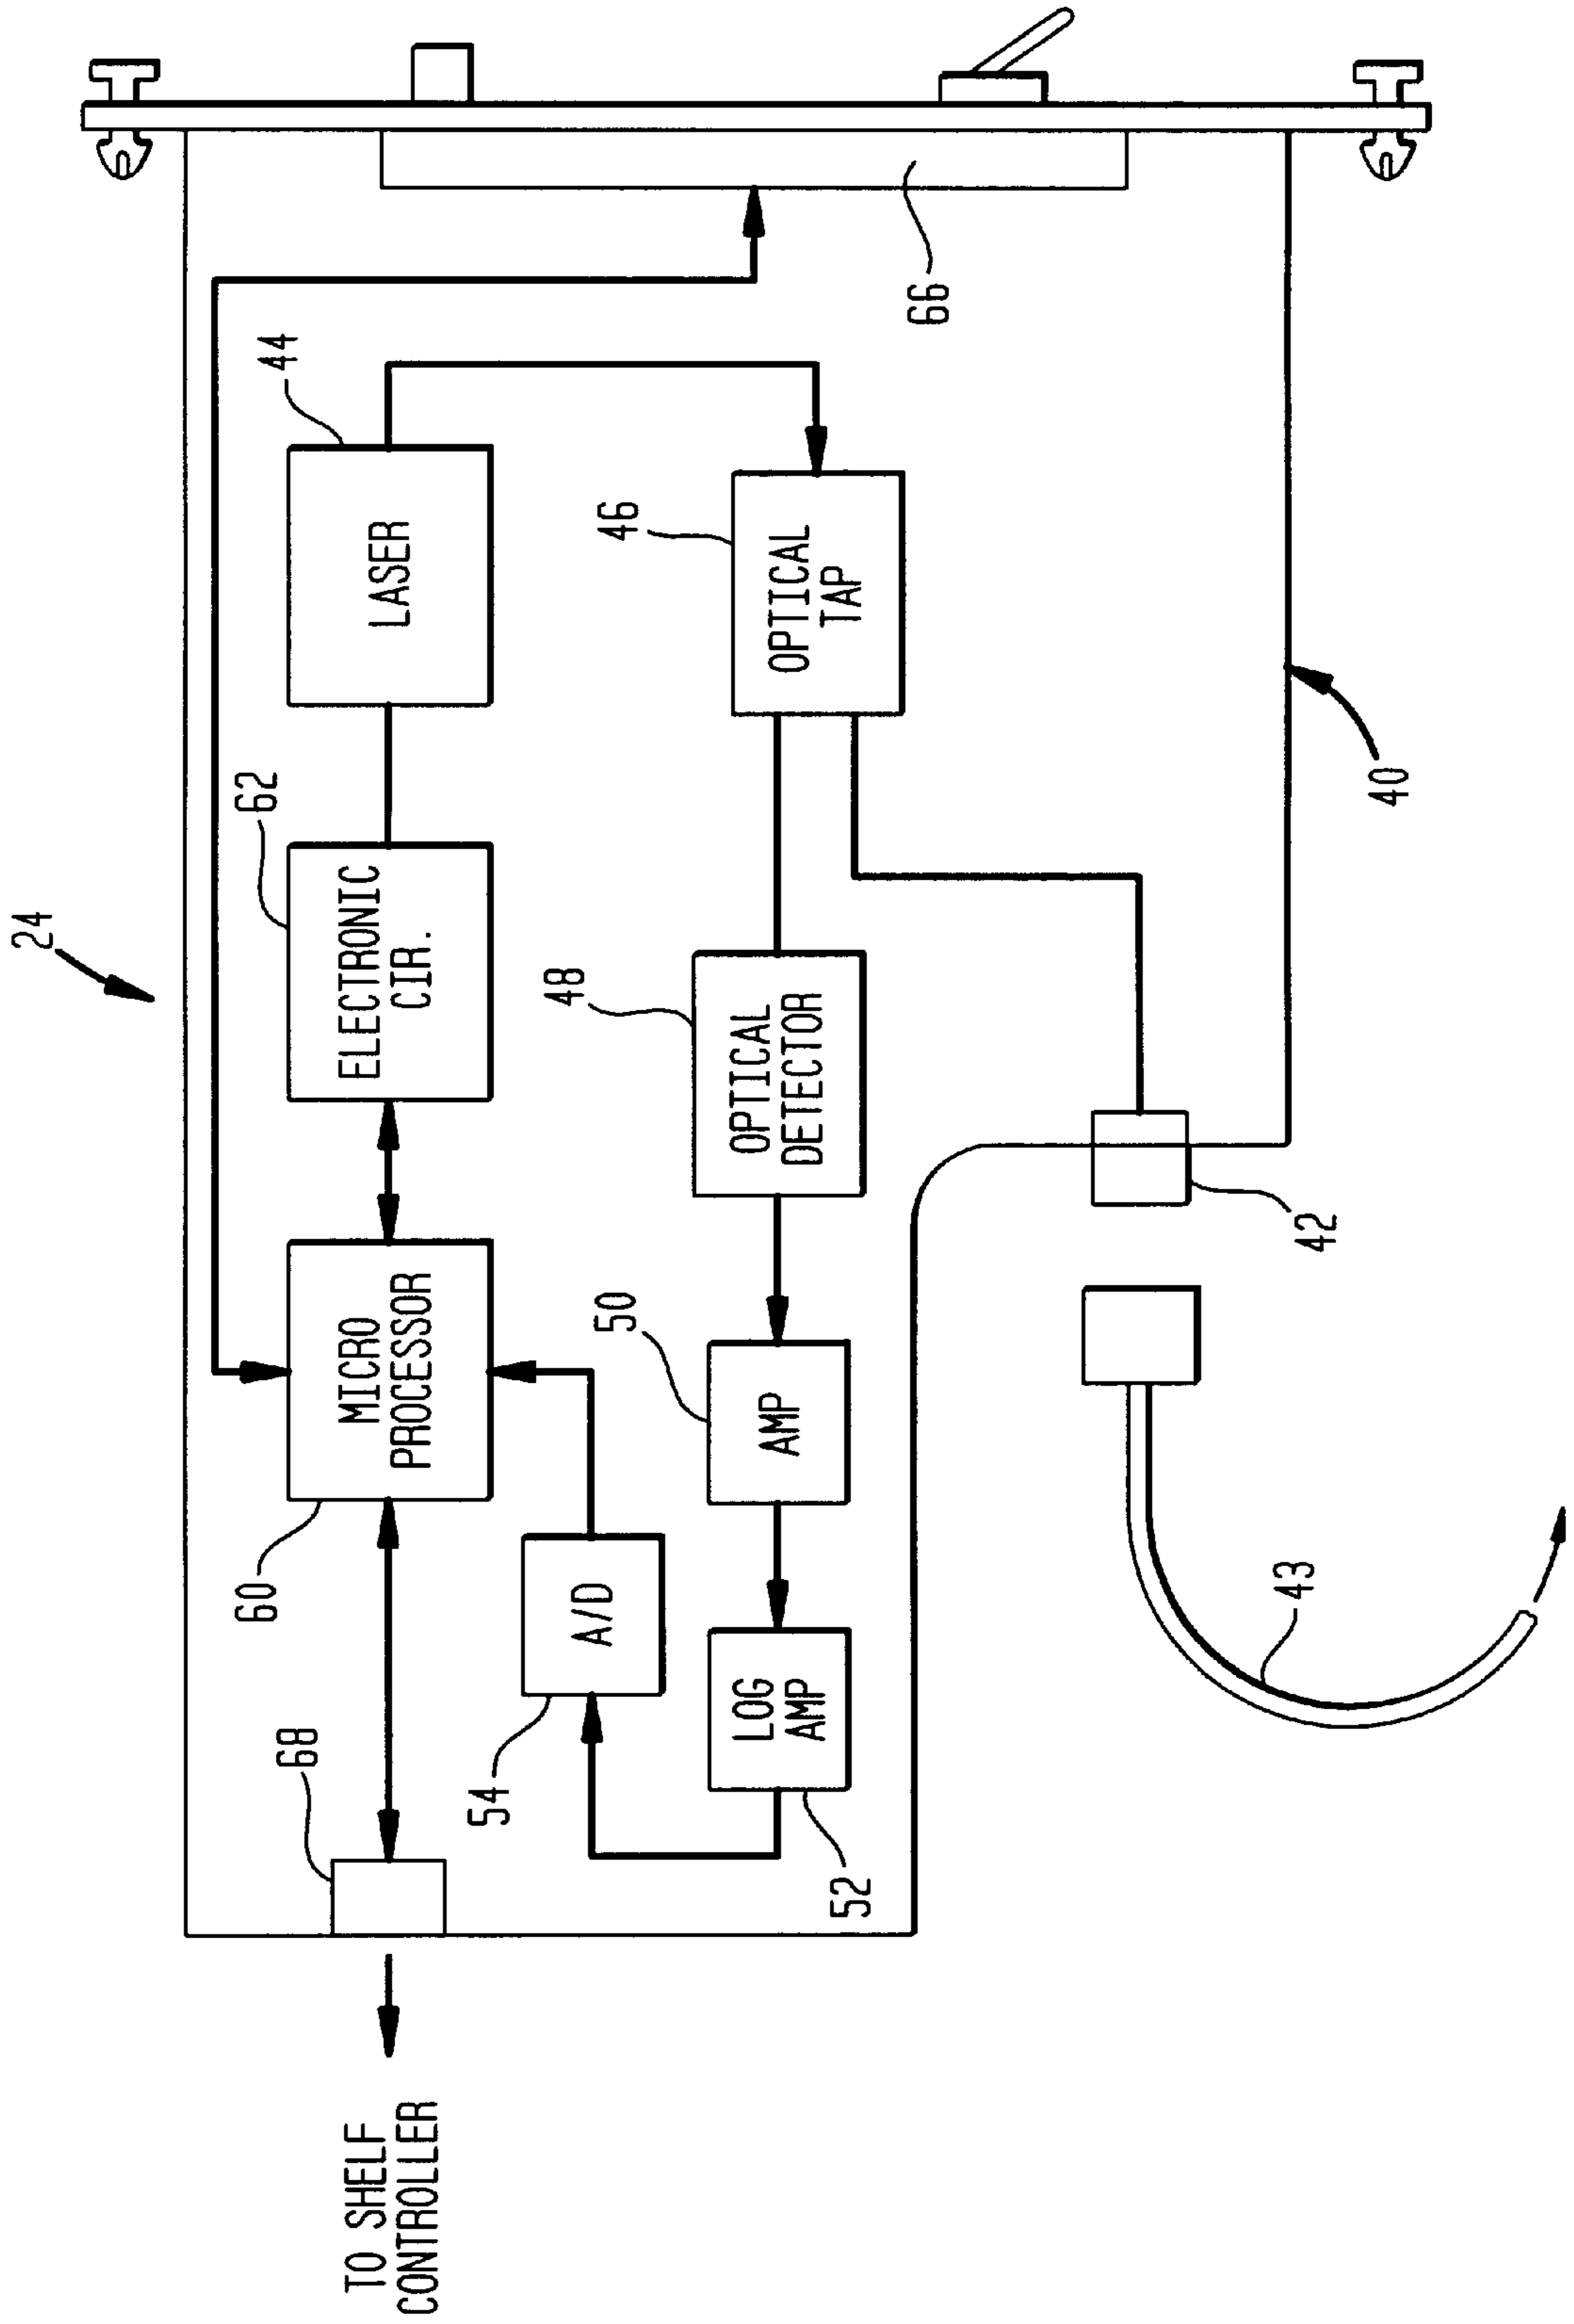 24
62
44
LASER
ELECTRONIC
CIR.
MICRO
PROCESSOR
60
68
TO SHELF
CONTROLLER
46
OPTICAL
TAP
66
48
OPTICAL
DETECTOR
50
AMP
A/D
54
LOG
AMP
52
40
42
43